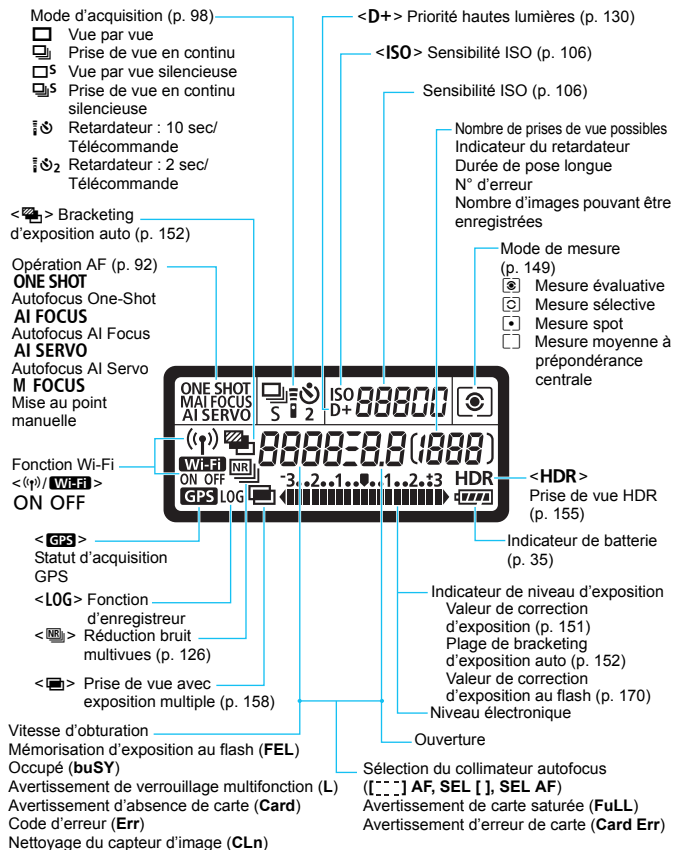 Mode d'acquisition (p. 98)
Vue par vue
Prise de vue en continu
S Vue par vue silencieuse
S Prise de vue en continu
silencieuse
Retardateur : 10 sec/
Télécommande
2 Retardateur : 2 sec/
Télécommande
<D+> Priorité hautes lumières (p. 130)
<ISO> Sensibilité ISO (p. 106)
Sensibilité ISO (p. 106)
Nombre de prises de vue possibles
Indicateur du retardateur
Durée de pose longue
N° d'erreur
Nombre d'images pouvant être
enregistrées
< > Bracketing
d'exposition auto (p. 152)
Opération AF (p. 92)
ONE SHOT
Autofocus One-Shot
AI FOCUS
Autofocus AI Focus
AI SERVO
Autofocus AI Servo
M FOCUS
Mise au point
manuelle
Mode de mesure
(p. 149)
Mesure évaluative
Mesure sélective
Mesure spot
Mesure moyenne à
prépondérance
centrale
ONE SHOT
MAI FOCUS
AI SERVO
S 2
ISO
D+
88800
Wi-Fi
NR
ON OFF
GPS LOG
8888-8.8(1888)
-3..2..1..0..1..2.+3
HDR
Fonction Wi-Fi
< / Wi-Fi >
ON OFF
<HDR>
Prise de vue HDR
(p. 155)
Indicateur de batterie
(p. 35)
<GPS>
Statut d'acquisition
GPS
<LOG> Fonction
d'enregistreur
<NR> Réduction bruit
multivues (p. 126)
< > Prise de vue avec
exposition multiple (p. 158)
Indicateur de niveau d'exposition
Valeur de correction
d'exposition (p. 151)
Plage de bracketing
d'exposition auto (p. 152)
Valeur de correction
d'exposition au flash (p. 170)
Niveau électronique
Vitesse d'obturation
Mémorisation d'exposition au flash (FEL)
Occupé (buSY)
Avertissement de verrouillage multifonction (L)
Avertissement d'absence de carte (Card)
Code d'erreur (Err)
Nettoyage du capteur d'image (CLn)
Ouverture
Sélection du collimateur autofocus
([---] AF, SEL [ ], SEL AF)
Avertissement de carte saturée (FuLL)
Avertissement d'erreur de carte (Card Err)